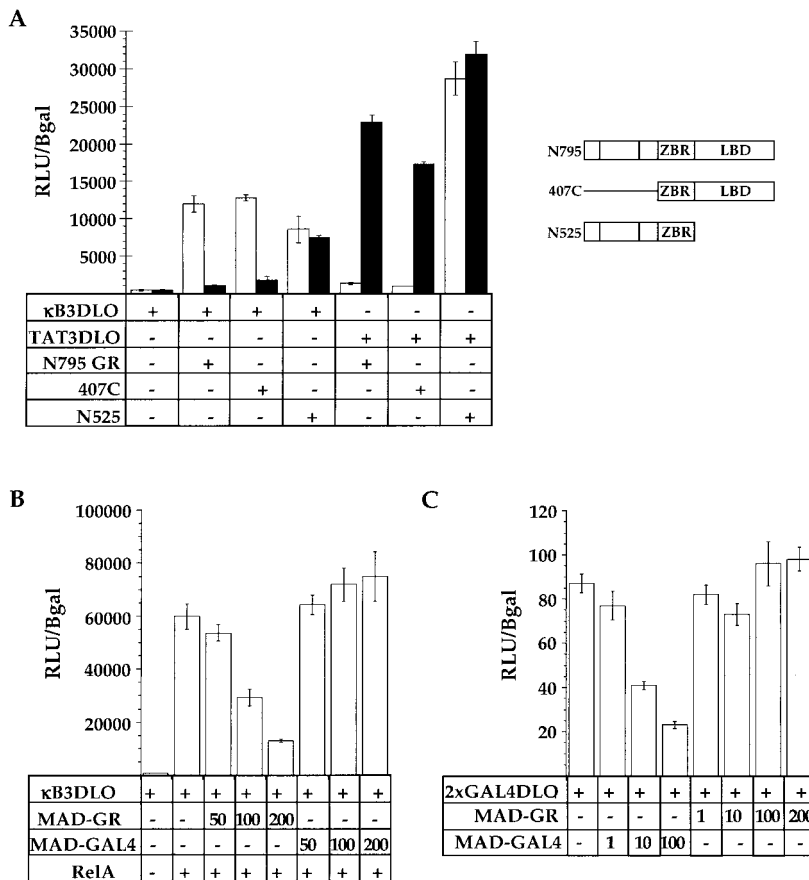 A
RLU/Bgal
35000
30000
25000
20000
15000
10000
5000
κB3DLO + + + + - - -
TAT3DLO - - - - + + +
N795 GR - + - - + - -
407C - - + - - + -
N525 - - - + - - +
N795 ZBR LBD
407C ZBR LBD
N525 ZBR
B
RLU/Bgal
100000
80000
60000
40000
20000
κB3DLO + + + + + + + +
MAD-GR - - 50 100 200 - - -
MAD-GAL4 - - - - - 50 100 200
RelA - + + + + + + +
C
RLU/Bgal
120
100
80
60
40
20
2xGAL4DLO + + + + + + + +
MAD-GR - - - - 1 10 100 200
MAD-GAL4 - 1 10 100 - - - -